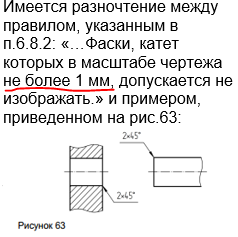 Имеется разночтение между
правилом, указанным в
п.6.8.2: «…Фаски, катет
которых в масштабе чертежа
не более 1 мм, допускается не
изображать.» и примером,
приведенном на рис.63:
2×45°
2×45°
Рисунок 63